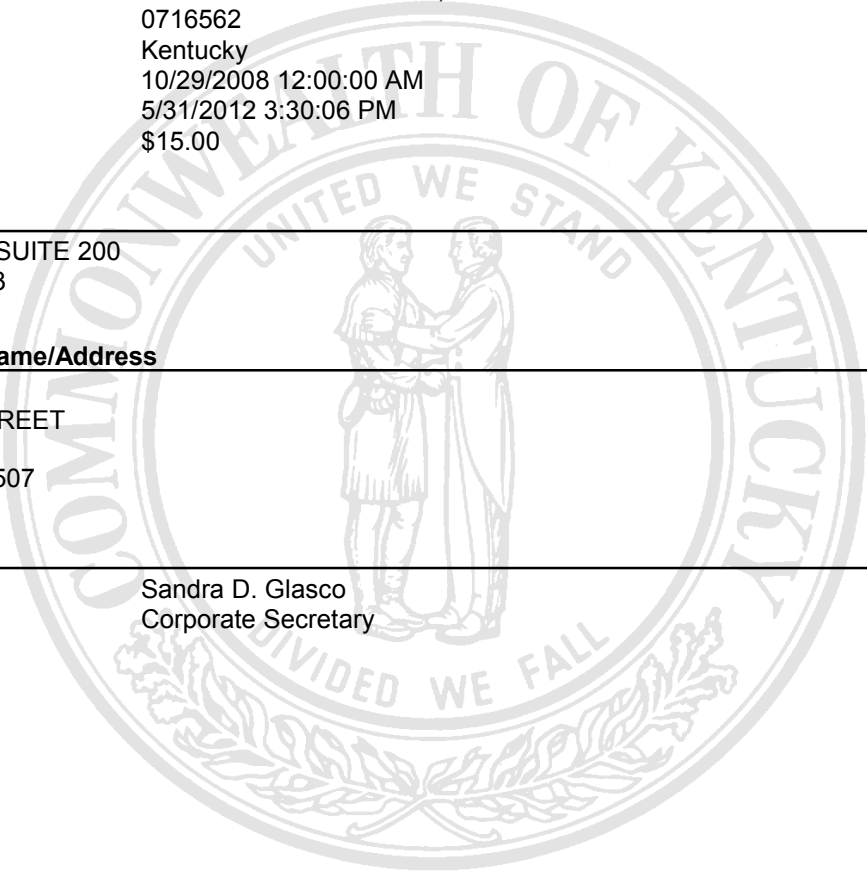 0716562
Kentucky
10/29/2008 12:00:00 AM
5/31/2012 3:30:06 PM
$15.00
SUITE 200
ame/Address
REET
507
Sandra D. Glasco
Corporate Secretary
COMMONWEALTH OF KENTUCKY
UNITED WE STAND
DIVIDED WE FALL